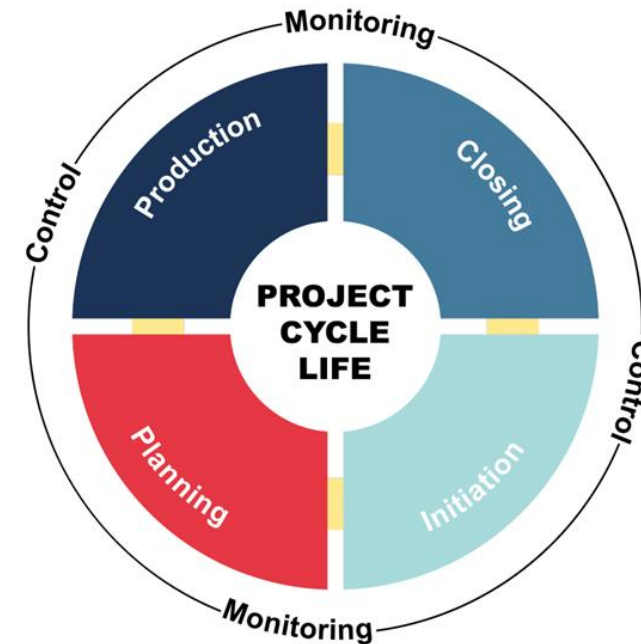 Monitoring
Production
Closing
Control
PROJECT
CYCLE
LIFE
Control
Planning
Initiation
Monitoring